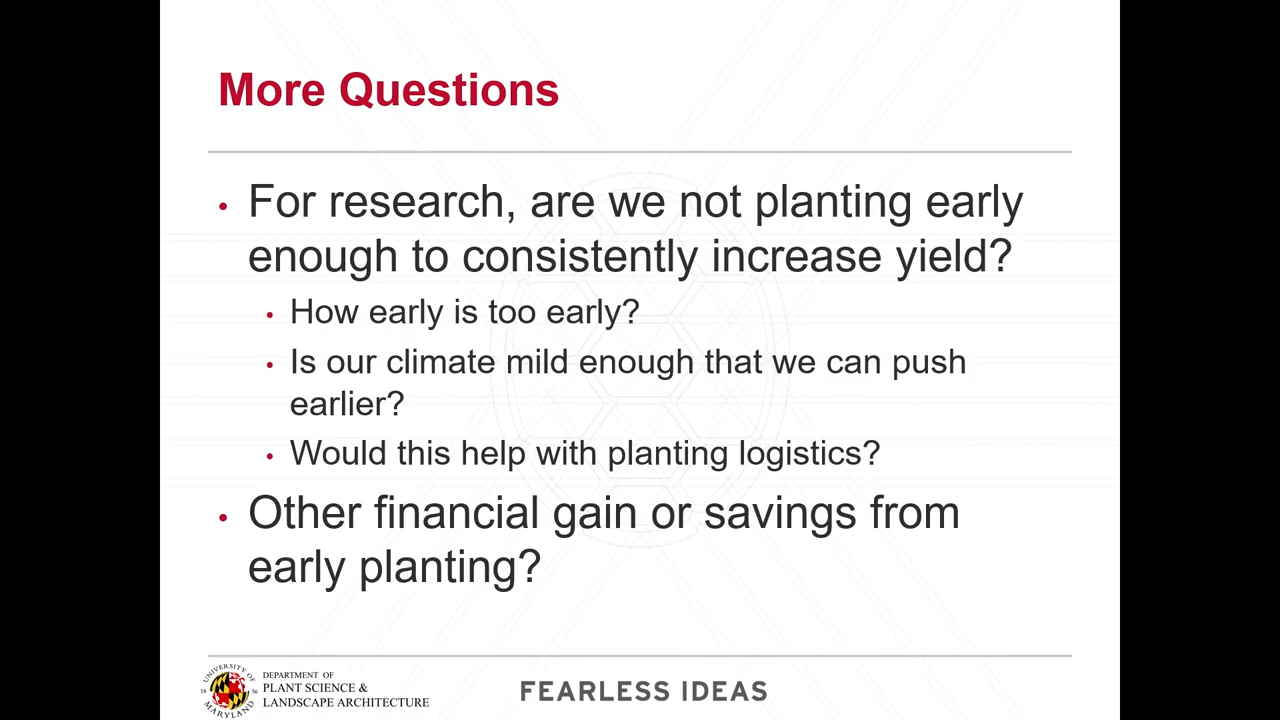 More Questions
• For research, are we not planting early
enough to consistently increase yield?
• How early is too early?
• Is our climate mild enough that we can push
earlier?
• Would this help with planting logistics?
• Other financial gain or savings from
early planting?
UNIVERSITY OF
18 56
MARYLAND
DEPARTMENT OF
PLANT SCIENCE &
LANDSCAPE ARCHITECTURE
FEARLESS IDEAS